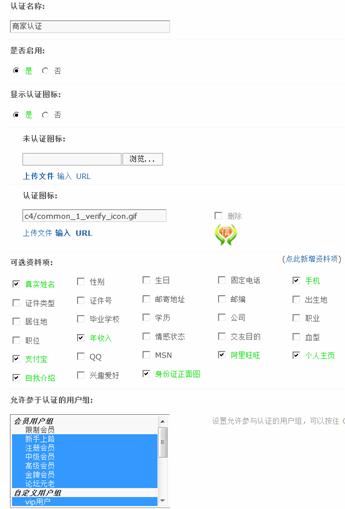 认证名称:
商家认证
是否启用:
是 否
显示认证图标:
是 否
未认证图标:
浏览...
上传文件 输入 URL
认证图标:
c4/common_1_verify_icon.gif 删除
上传文件 输入 URL
可选资料项: (点此新增资料项)
真实姓名 性别 生日 固定电话 手机
证件类型 证件号 邮寄地址 邮编 出生地
居住地 毕业学校 学历 公司 职业
职位 年收入 情感状态 交友目的 血型
支付宝 QQ MSN 阿里旺旺 个人主页
自我介绍 兴趣爱好 身份证正面图
允许参于认证的用户组:
会员用户组
限制会员
新手上路
注册会员
中级会员
高级会员
金牌会员
论坛元老
自定义用户组
vip用户
设置允许参与认证的用户组，可以按住 C